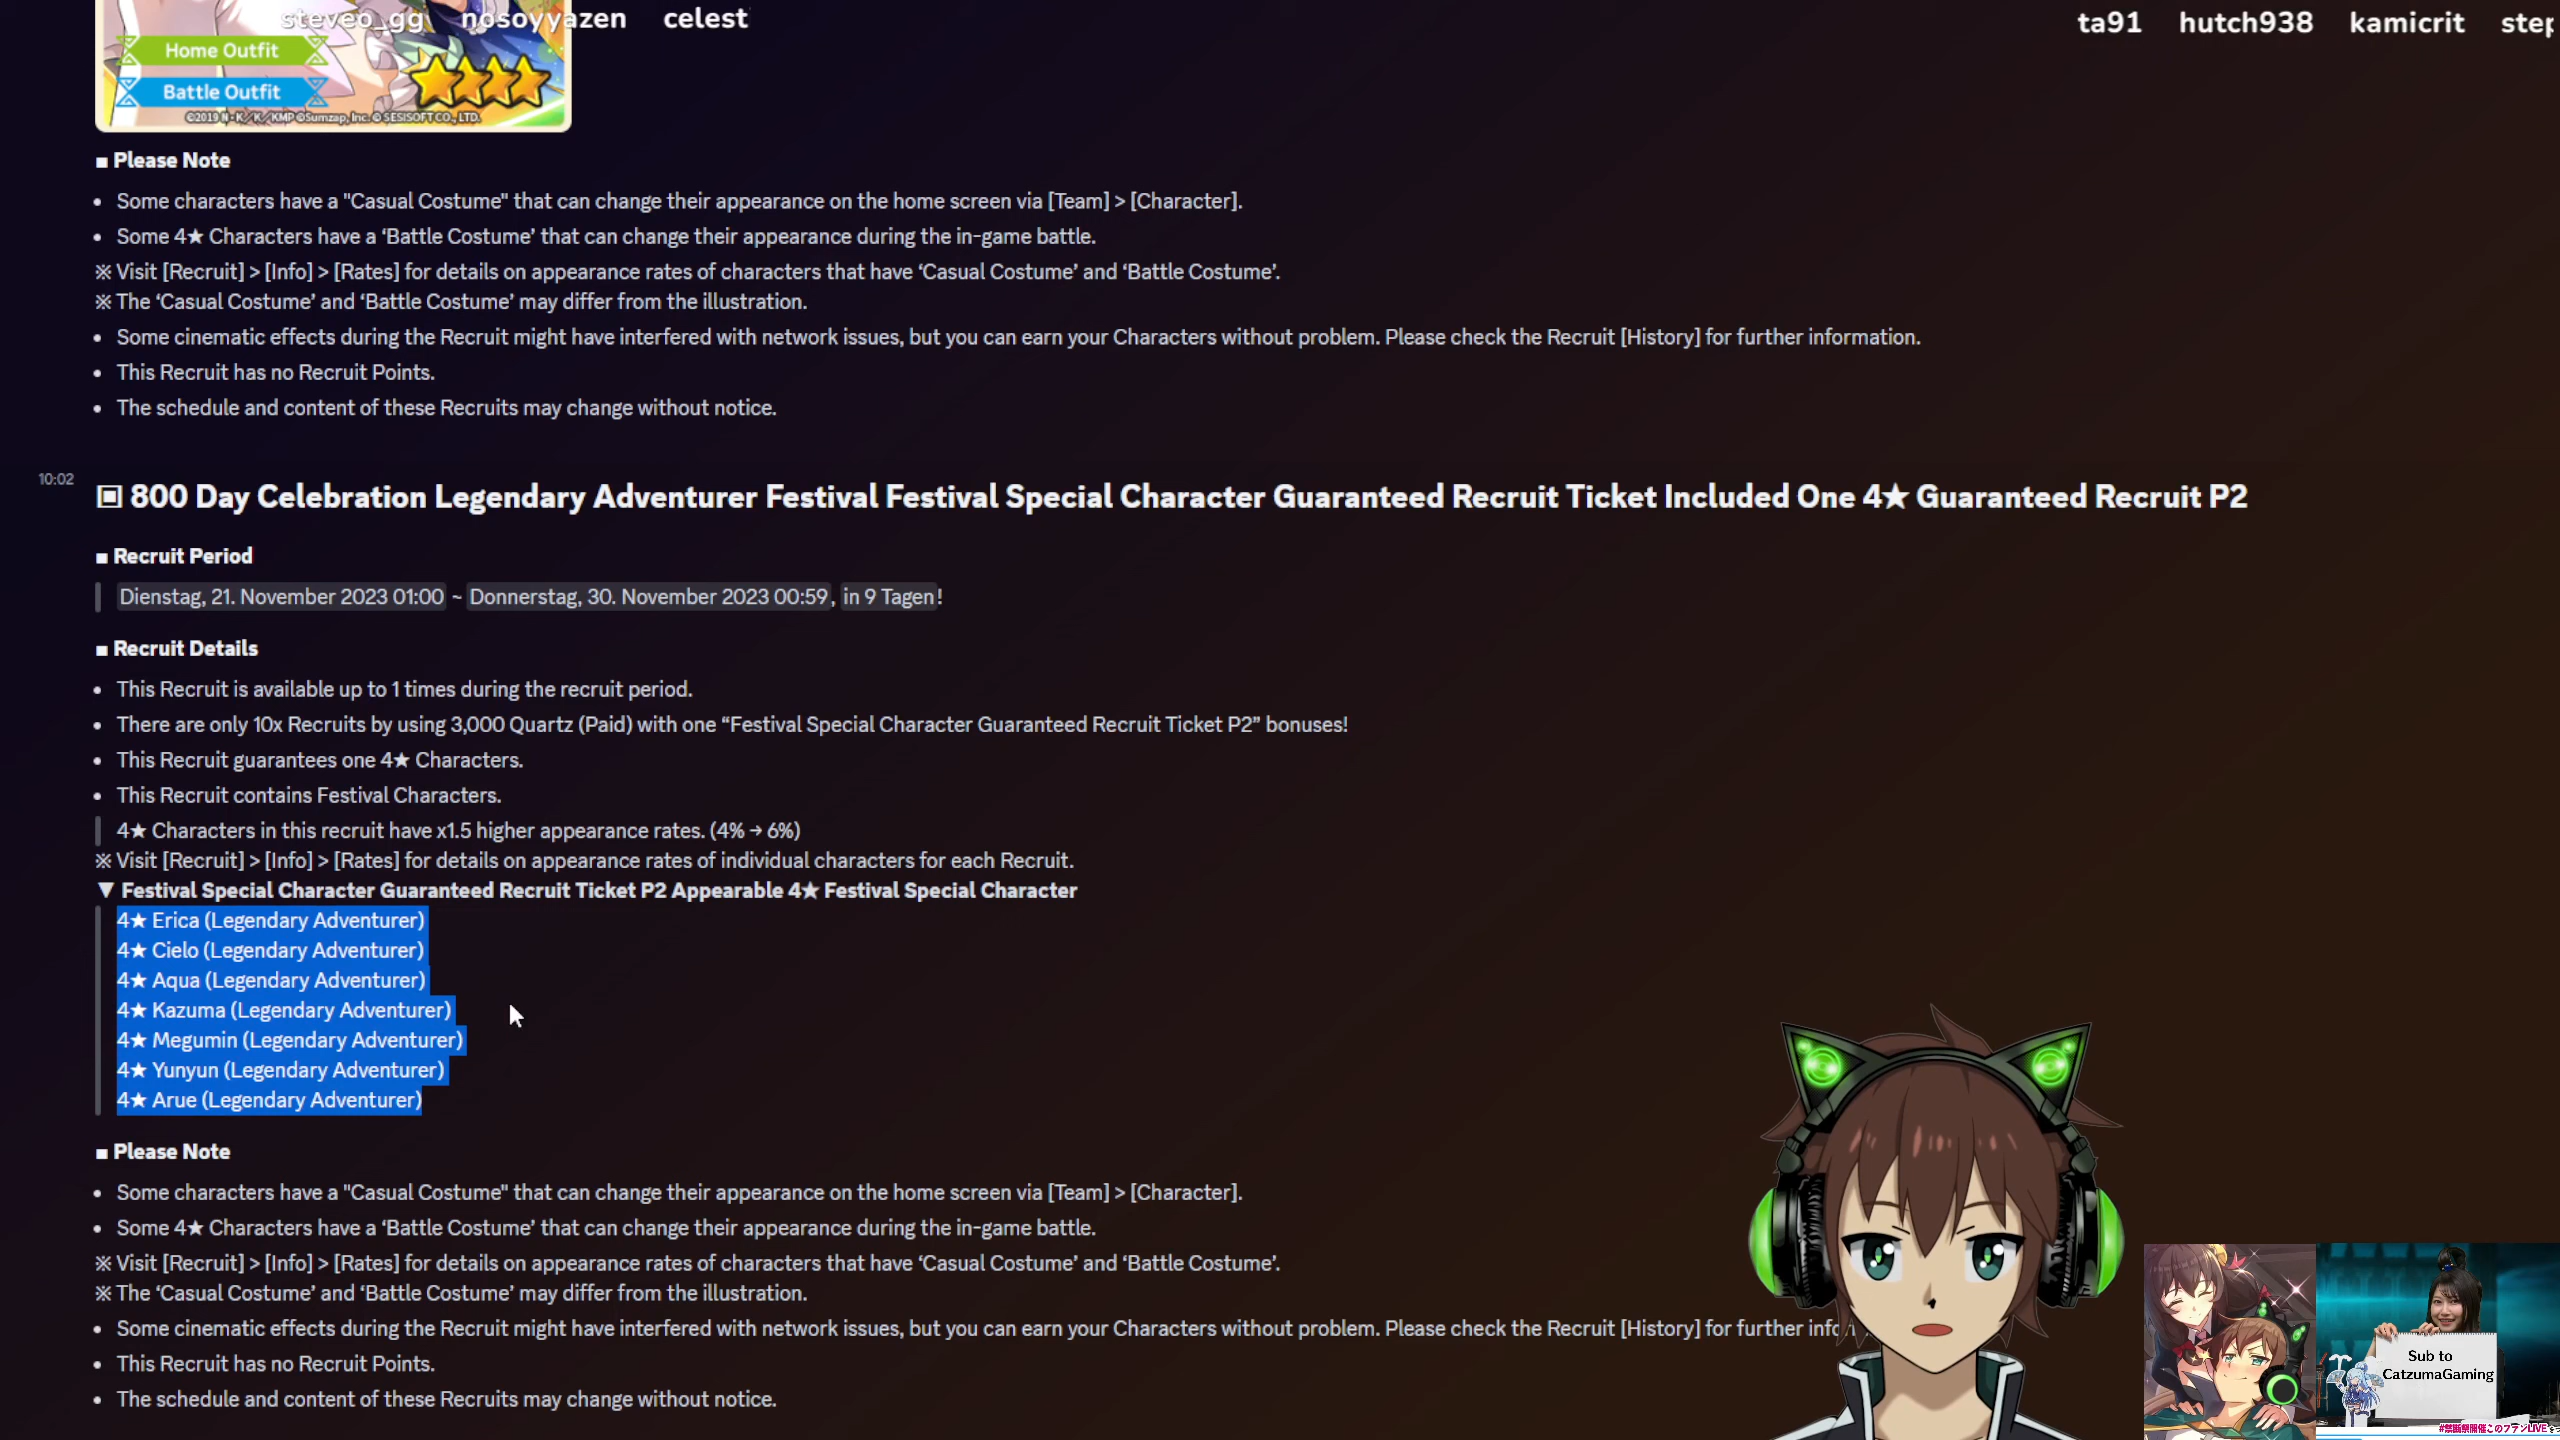 steveo_gg nosoyyazen celest
ta91 hutch938 kamicrit step
Home Outfit
Battle Outfit
©2019 N・K/K/KMP ©Sumzap, Inc. © SESISOFT CO., LTD.
■ Please Note
• Some characters have a "Casual Costume" that can change their appearance on the home screen via [Team] > [Character].
• Some 4★ Characters have a ‘Battle Costume’ that can change their appearance during the in-game battle.
※ Visit [Recruit] > [Info] > [Rates] for details on appearance rates of characters that have ‘Casual Costume’ and ‘Battle Costume’.
※ The ‘Casual Costume’ and ‘Battle Costume’ may differ from the illustration.
• Some cinematic effects during the Recruit might have interfered with network issues, but you can earn your Characters without problem. Please check the Recruit [History] for further information.
• This Recruit has no Recruit Points.
• The schedule and content of these Recruits may change without notice.
10:02
▣ 800 Day Celebration Legendary Adventurer Festival Festival Special Character Guaranteed Recruit Ticket Included One 4★ Guaranteed Recruit P2
■ Recruit Period
Dienstag, 21. November 2023 01:00 ~ Donnerstag, 30. November 2023 00:59, in 9 Tagen!
■ Recruit Details
• This Recruit is available up to 1 times during the recruit period.
• There are only 10x Recruits by using 3,000 Quartz (Paid) with one “Festival Special Character Guaranteed Recruit Ticket P2” bonuses!
• This Recruit guarantees one 4★ Characters.
• This Recruit contains Festival Characters.
4★ Characters in this recruit have x1.5 higher appearance rates. (4% → 6%)
※ Visit [Recruit] > [Info] > [Rates] for details on appearance rates of individual characters for each Recruit.
▼ Festival Special Character Guaranteed Recruit Ticket P2 Appearable 4★ Festival Special Character
4★ Erica (Legendary Adventurer)
4★ Cielo (Legendary Adventurer)
4★ Aqua (Legendary Adventurer)
4★ Kazuma (Legendary Adventurer)
4★ Megumin (Legendary Adventurer)
4★ Yunyun (Legendary Adventurer)
4★ Arue (Legendary Adventurer)
■ Please Note
• Some characters have a "Casual Costume" that can change their appearance on the home screen via [Team] > [Character].
• Some 4★ Characters have a ‘Battle Costume’ that can change their appearance during the in-game battle.
※ Visit [Recruit] > [Info] > [Rates] for details on appearance rates of characters that have ‘Casual Costume’ and ‘Battle Costume’.
※ The ‘Casual Costume’ and ‘Battle Costume’ may differ from the illustration.
• Some cinematic effects during the Recruit might have interfered with network issues, but you can earn your Characters without problem. Please check the Recruit [History] for further infor
• This Recruit has no Recruit Points.
• The schedule and content of these Recruits may change without notice.
Sub to
CatzumaGaming